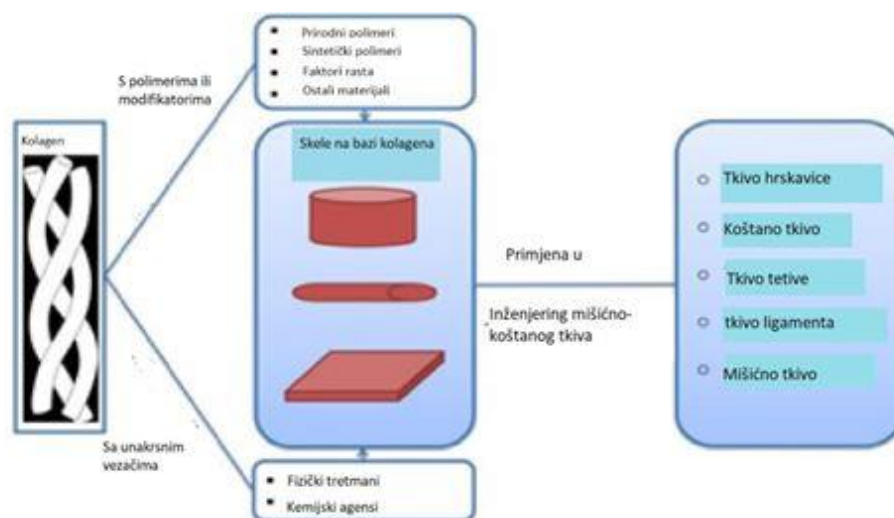 Prirodni polimeri
Sintetički polimeri
Faktori rasta
Ostali materijali
S polimerima ili
modifikatorima
Kolagen
Skele na bazi kolagena
Primjena u
Inženjering mišićno-
koštanog tkiva
Tkivo hrskavice
Koštano tkivo
Tkivo tetive
tkivo ligamenta
Mišićno tkivo
Sa unakrsnim
vezačima
Fizički tretmani
Kemijski agensi